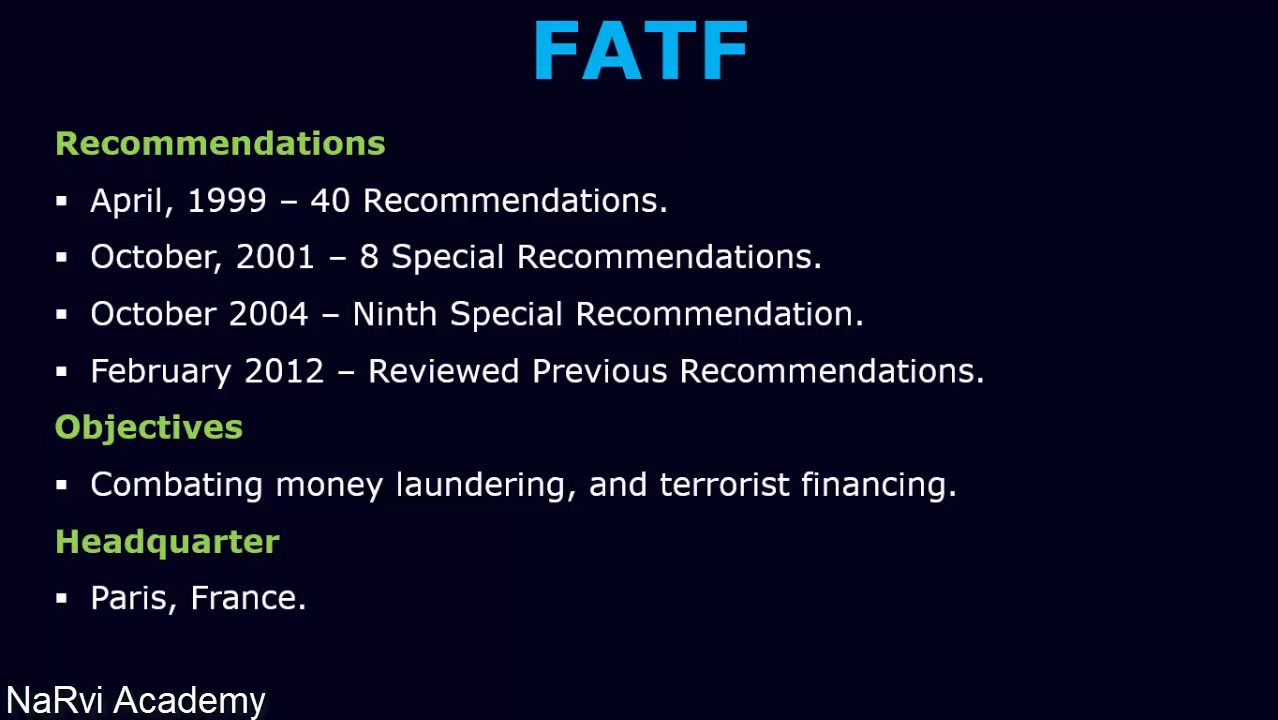 FATF
Recommendations
▪ April, 1999 – 40 Recommendations.
▪ October, 2001 – 8 Special Recommendations.
▪ October 2004 – Ninth Special Recommendation.
▪ February 2012 – Reviewed Previous Recommendations.
Objectives
▪ Combating money laundering, and terrorist financing.
Headquarter
▪ Paris, France.
NaRvi Academy